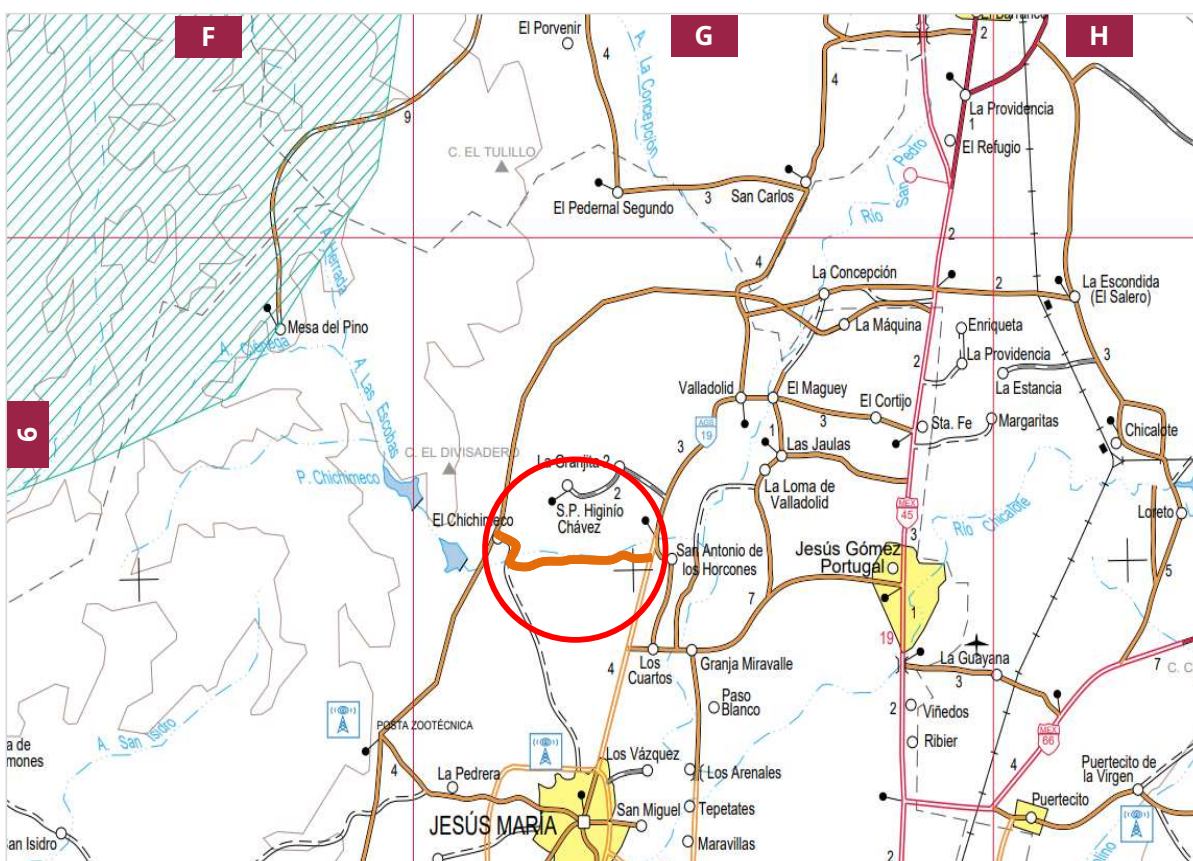 F
G
H
El Porvenir
4
A. La Concepción
4
2
La Providencia
1
El Refugio
9
C. EL TULILLO
Río San Pedro
El Pedernal Segundo
3
San Carlos
2
A. Herrada
4
La Concepción
2
La Escondida
(El Salero)
Mesa del Pino
La Máquina
Enriqueta
A. Ciénega
A. Las Escobas
2
La Providencia
3
Valladolid
El Maguey
La Estancia
El Cortijo
AGS
19
3
1
3
Sta. Fe
Margaritas
Chicalote
6
Las Jaulas
C. EL DIVISADERO
La Granjita 2
P. Chichimeco
2
La Loma de
Valladolid
S.P. Higinío
Chávez
MEX
45
Río Chicalote
Loreto
El Chichimeco
3
San Antonio de
los Horcones
Jesús Gómez
Portugal
5
7
1
19
4
Los
Cuartos
Granja Miravalle
La Guayana
3
7
C. C
Paso
Blanco
2
Viñedos
MEX
66
A. San Isidro
POSTA ZOOTÉCNICA
Ribier
a de
mones
4
La Pedrera
Los Vázquez
Los Arenales
4
Puertecito de
la Virgen
San Miguel
Tepetates
Puertecito
JESÚS MARÍA
Maravillas
an Isidro
2